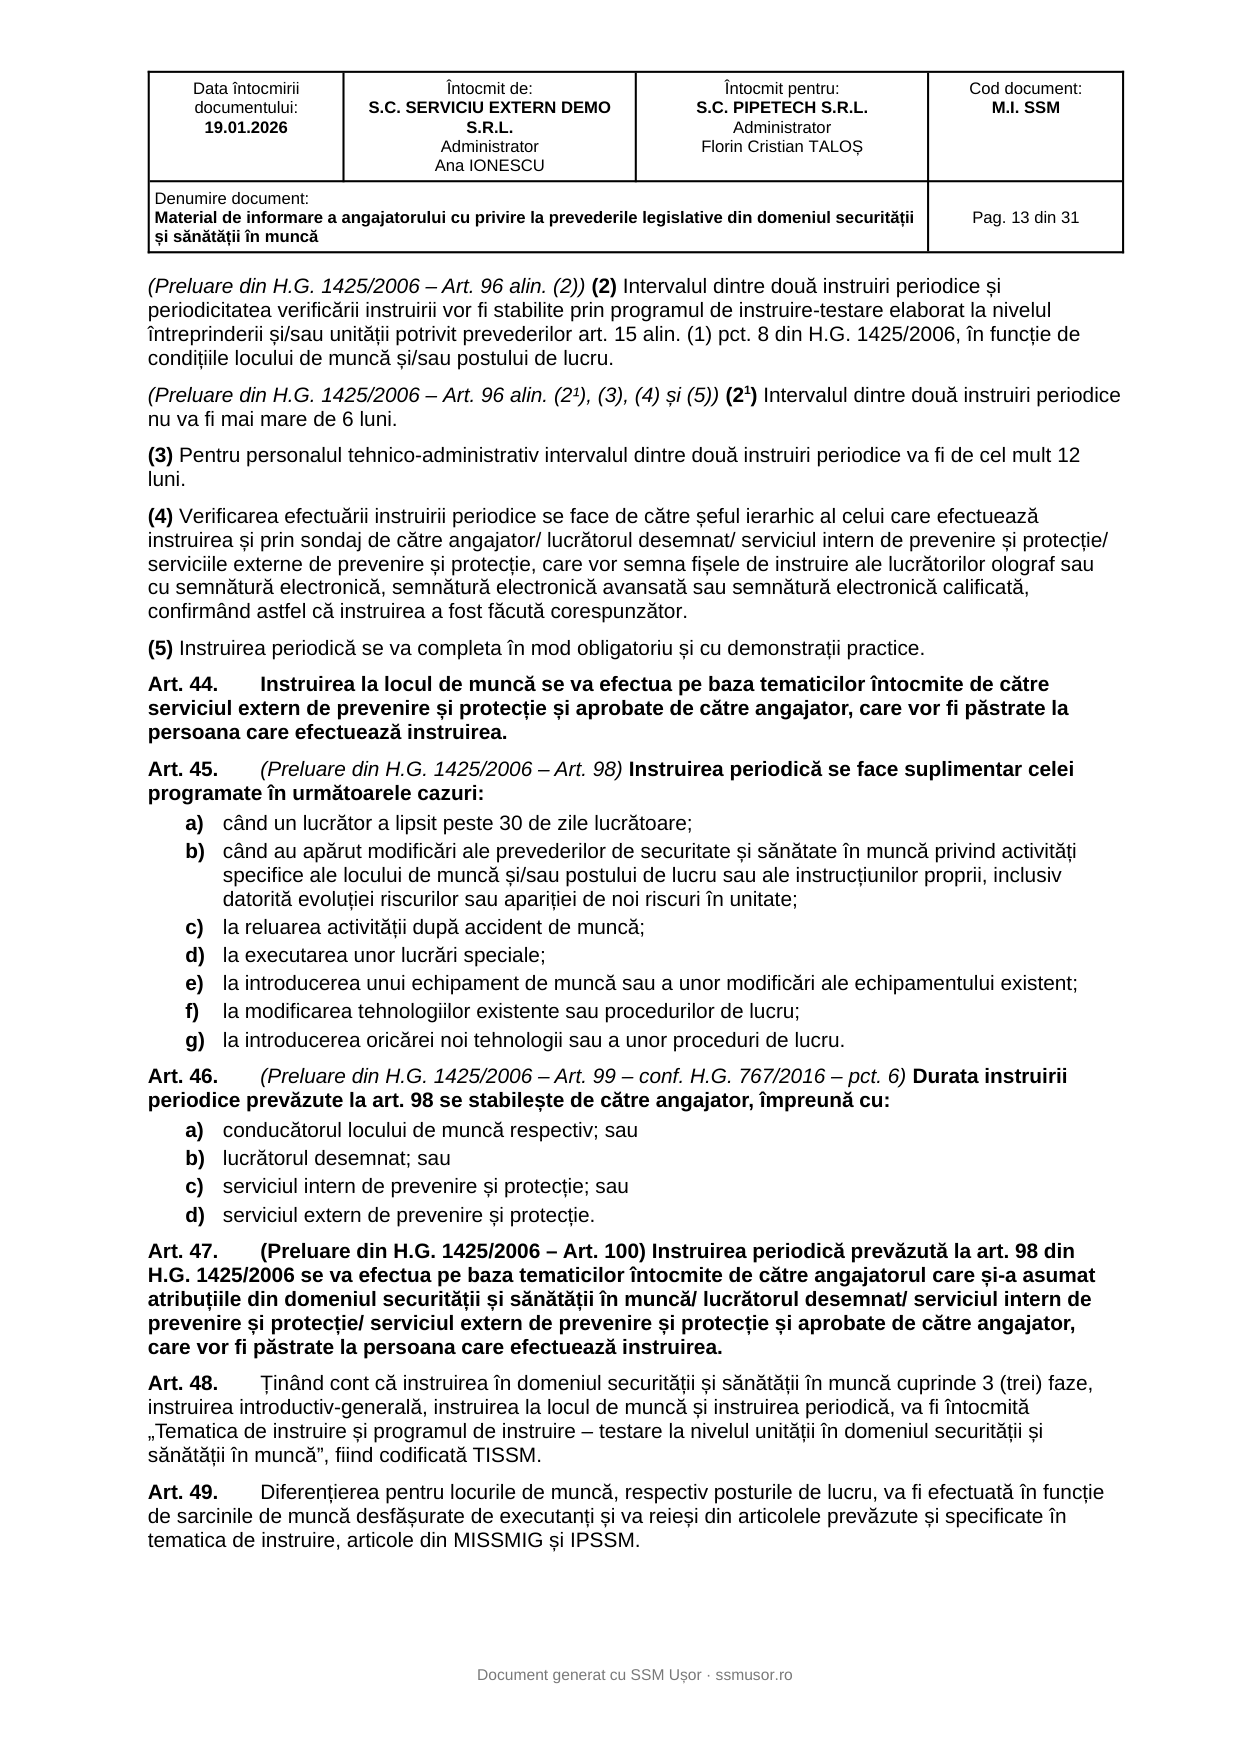 Data întocmirii
documentului:
19.01.2026
Întocmit de:
S.C. SERVICIU EXTERN DEMO
S.R.L.
Administrator
Ana IONESCU
Întocmit pentru:
S.C. PIPETECH S.R.L.
Administrator
Florin Cristian TALOȘ
Cod document:
M.I. SSM
Denumire document:
Material de informare a angajatorului cu privire la prevederile legislative din domeniul securității
și sănătății în muncă
Pag. 13 din 31
(Preluare din H.G. 1425/2006 – Art. 96 alin. (2)) (2) Intervalul dintre două instruiri periodice și
periodicitatea verificării instruirii vor fi stabilite prin programul de instruire-testare elaborat la nivelul
întreprinderii și/sau unității potrivit prevederilor art. 15 alin. (1) pct. 8 din H.G. 1425/2006, în funcție de
condițiile locului de muncă și/sau postului de lucru.
(Preluare din H.G. 1425/2006 – Art. 96 alin. (2¹), (3), (4) și (5)) (2¹) Intervalul dintre două instruiri periodice
nu va fi mai mare de 6 luni.
(3) Pentru personalul tehnico-administrativ intervalul dintre două instruiri periodice va fi de cel mult 12
luni.
(4) Verificarea efectuării instruirii periodice se face de către șeful ierarhic al celui care efectuează
instruirea și prin sondaj de către angajator/ lucrătorul desemnat/ serviciul intern de prevenire și protecție/
serviciile externe de prevenire și protecție, care vor semna fișele de instruire ale lucrătorilor olograf sau
cu semnătură electronică, semnătură electronică avansată sau semnătură electronică calificată,
confirmând astfel că instruirea a fost făcută corespunzător.
(5) Instruirea periodică se va completa în mod obligatoriu și cu demonstrații practice.
Art. 44. Instruirea la locul de muncă se va efectua pe baza tematicilor întocmite de către
serviciul extern de prevenire și protecție și aprobate de către angajator, care vor fi păstrate la
persoana care efectuează instruirea.
Art. 45. (Preluare din H.G. 1425/2006 – Art. 98) Instruirea periodică se face suplimentar celei
programate în următoarele cazuri:
a) când un lucrător a lipsit peste 30 de zile lucrătoare;
b) când au apărut modificări ale prevederilor de securitate și sănătate în muncă privind activități
specifice ale locului de muncă și/sau postului de lucru sau ale instrucțiunilor proprii, inclusiv
datorită evoluției riscurilor sau apariției de noi riscuri în unitate;
c) la reluarea activității după accident de muncă;
d) la executarea unor lucrări speciale;
e) la introducerea unui echipament de muncă sau a unor modificări ale echipamentului existent;
f) la modificarea tehnologiilor existente sau procedurilor de lucru;
g) la introducerea oricărei noi tehnologii sau a unor proceduri de lucru.
Art. 46. (Preluare din H.G. 1425/2006 – Art. 99 – conf. H.G. 767/2016 – pct. 6) Durata instruirii
periodice prevăzute la art. 98 se stabilește de către angajator, împreună cu:
a) conducătorul locului de muncă respectiv; sau
b) lucrătorul desemnat; sau
c) serviciul intern de prevenire și protecție; sau
d) serviciul extern de prevenire și protecție.
Art. 47. (Preluare din H.G. 1425/2006 – Art. 100) Instruirea periodică prevăzută la art. 98 din
H.G. 1425/2006 se va efectua pe baza tematicilor întocmite de către angajatorul care și-a asumat
atribuțiile din domeniul securității și sănătății în muncă/ lucrătorul desemnat/ serviciul intern de
prevenire și protecție/ serviciul extern de prevenire și protecție și aprobate de către angajator,
care vor fi păstrate la persoana care efectuează instruirea.
Art. 48. Ținând cont că instruirea în domeniul securității și sănătății în muncă cuprinde 3 (trei) faze,
instruirea introductiv-generală, instruirea la locul de muncă și instruirea periodică, va fi întocmită
„Tematica de instruire și programul de instruire – testare la nivelul unității în domeniul securității și
sănătății în muncă”, fiind codificată TISSM.
Art. 49. Diferențierea pentru locurile de muncă, respectiv posturile de lucru, va fi efectuată în funcție
de sarcinile de muncă desfășurate de executanți și va reieși din articolele prevăzute și specificate în
tematica de instruire, articole din MISSMIG și IPSSM.
Document generat cu SSM Ușor · ssmusor.ro